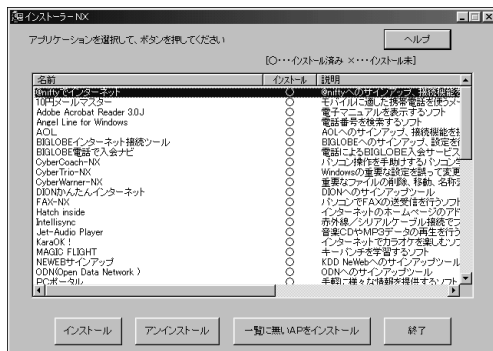 インストーラーNX
アプリケーションを選択して、ボタンを押してください
ヘルプ
[○・・・インストール済み ×・・・インストール未]
名前 インストール 説明
@niftyでインターネット ○ @niftyへのサインアップ、接続機能を
10円メールマスター ○ モバイルに適した携帯電話を使うメー
Adobe Acrobat Reader 3.0J ○ 電子マニュアルを表示するソフト
Angel Line for Windows ○ 電話番号を検索するソフト
AOL ○ AOLへのサインアップ、接続機能を提
BIGLOBEインターネット接続ツール ○ BIGLOBEへのサインアップ、設定を行
BIGLOBE電話で入会ナビ ○ 電話によるBIGLOBE入会サービス
CyberCoach-NX ○ パソコン操作を手助けするパソコン学
CyberTrio-NX ○ Windowsの重要な設定を誤って変更
CyberWarner-NX ○ 重要なファイルの削除、移動、名称変
DIONかんたんインターネット ○ DIONへのサインアップツール
FAX-NX ○ パソコンでFAXの送受信を行うソフト
Hatch inside ○ インターネットのホームページのアド
Intellisync ○ 赤外線/シリアルケーブル接続でフ
Jet-Audio Player ○ 音楽CDやMP3データの再生を行う
KaraOK! ○ インターネットでカラオケを楽しむソフ
MAGIC FLIGHT ○ キーパンチを学習するソフト
NEWEBサインアップ ○ KDD NeWebへのサインアップツール
ODN(Open Data Network) ○ ODNへのサインアップツール
PCポータル ○ 手軽に様々な情報を提供するソフト
インストール アンインストール 一覧に無いAPをインストール 終了